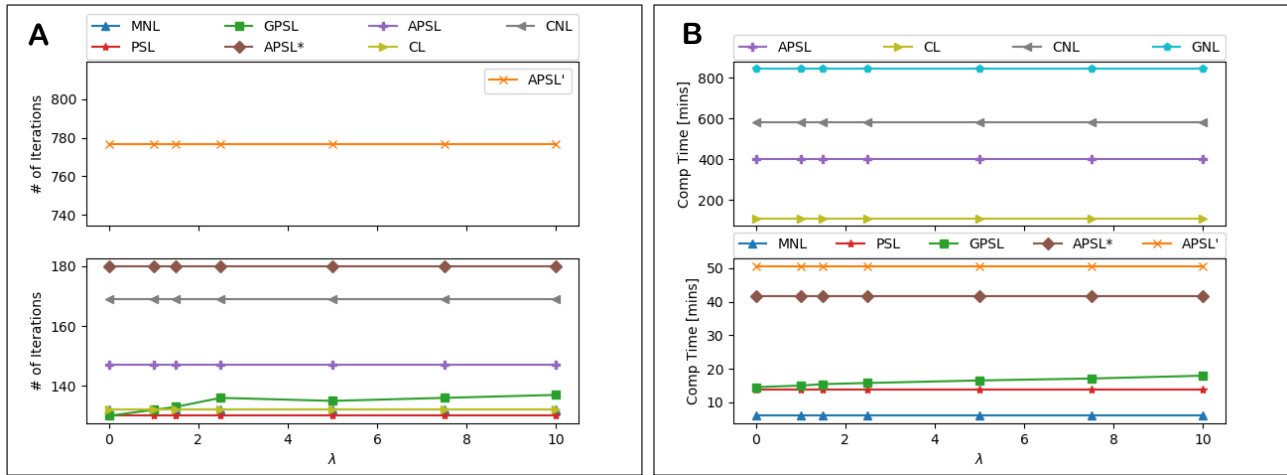 A
MNL GPSL APSL CNL
PSL APSL* CL
APSL'
# of Iterations
800
780
760
740
# of Iterations
180
160
140
0 2 4 6 8 10
λ
B
APSL CL CNL GNL
Comp Time [mins]
800
600
400
200
MNL PSL GPSL APSL* APSL'
Comp Time [mins]
50
40
30
20
10
0 2 4 6 8 10
λ